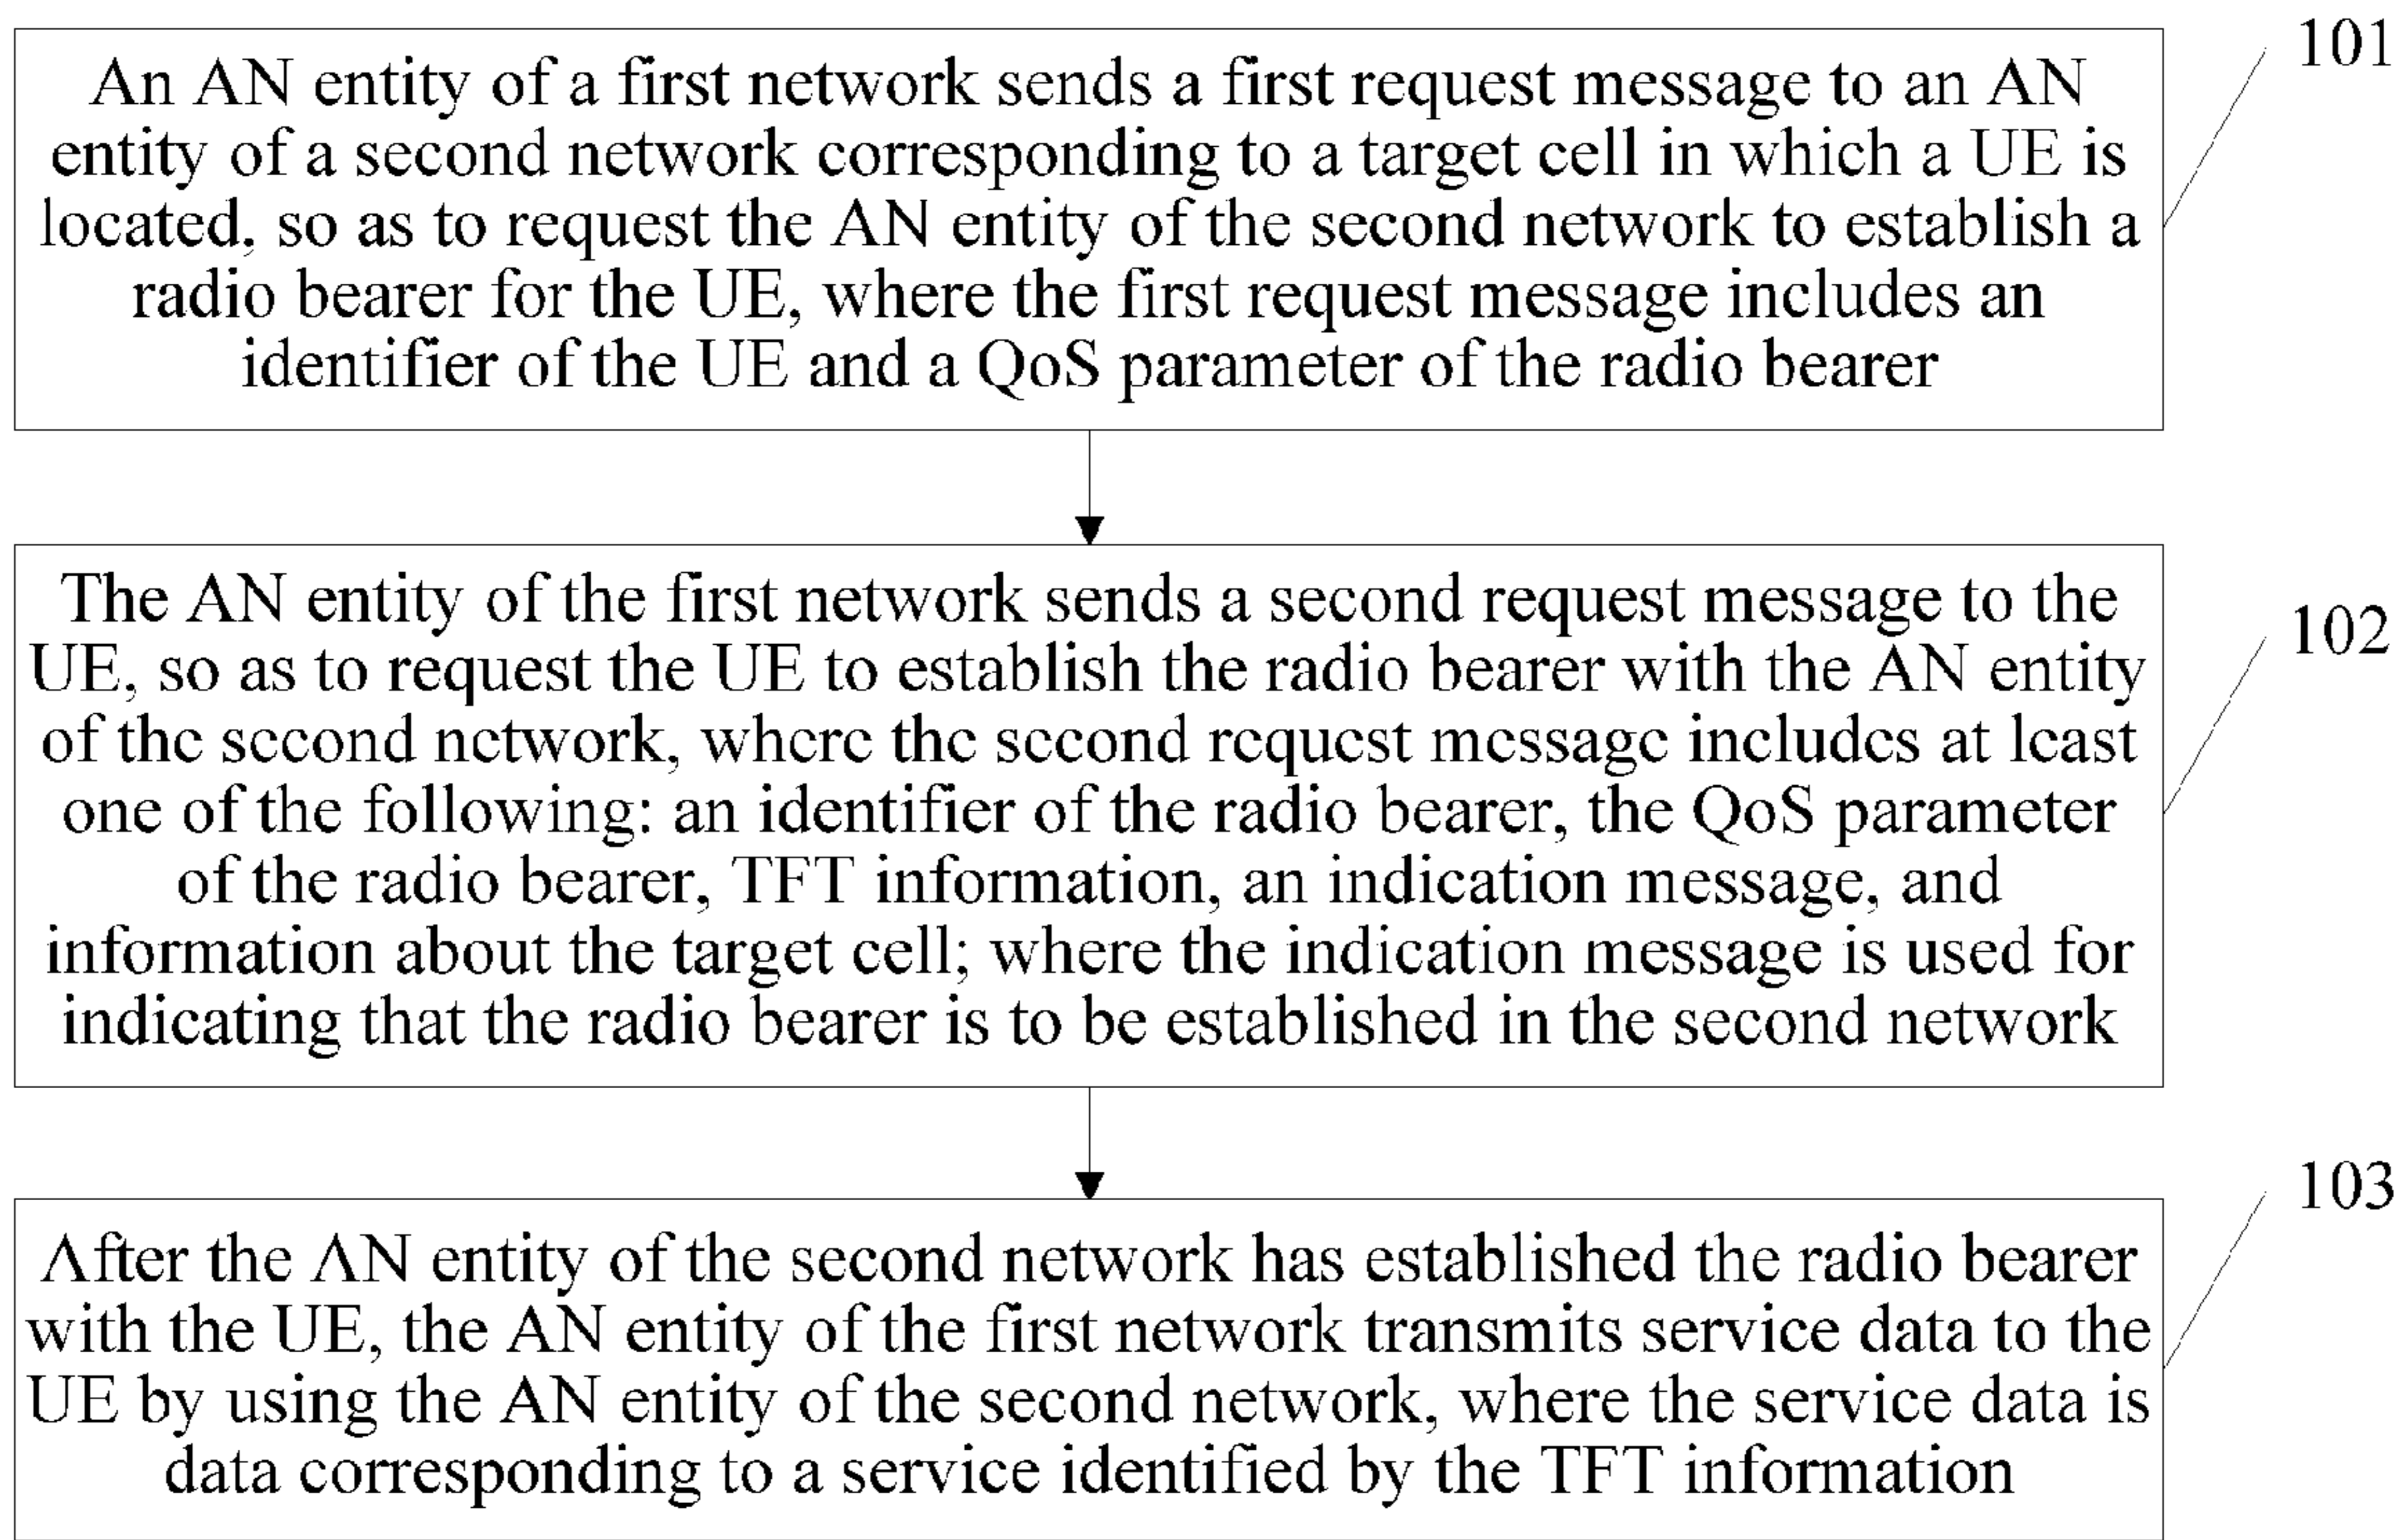 An AN entity of a first network sends a first request message to an AN
entity of a second network corresponding to a target cell in which a UE is
located, so as to request the AN entity of the second network to establish a
radio bearer for the UE, where the first request message includes an
identifier of the UE and a QoS parameter of the radio bearer
101
The AN entity of the first network sends a second request message to the
UE, so as to request the UE to establish the radio bearer with the AN entity
of the second network, where the second request message includes at least
one of the following: an identifier of the radio bearer, the QoS parameter
of the radio bearer, TFT information, an indication message, and
information about the target cell; where the indication message is used for
indicating that the radio bearer is to be established in the second network
102
After the AN entity of the second network has established the radio bearer
with the UE, the AN entity of the first network transmits service data to the
UE by using the AN entity of the second network, where the service data is
data corresponding to a service identified by the TFT information
103